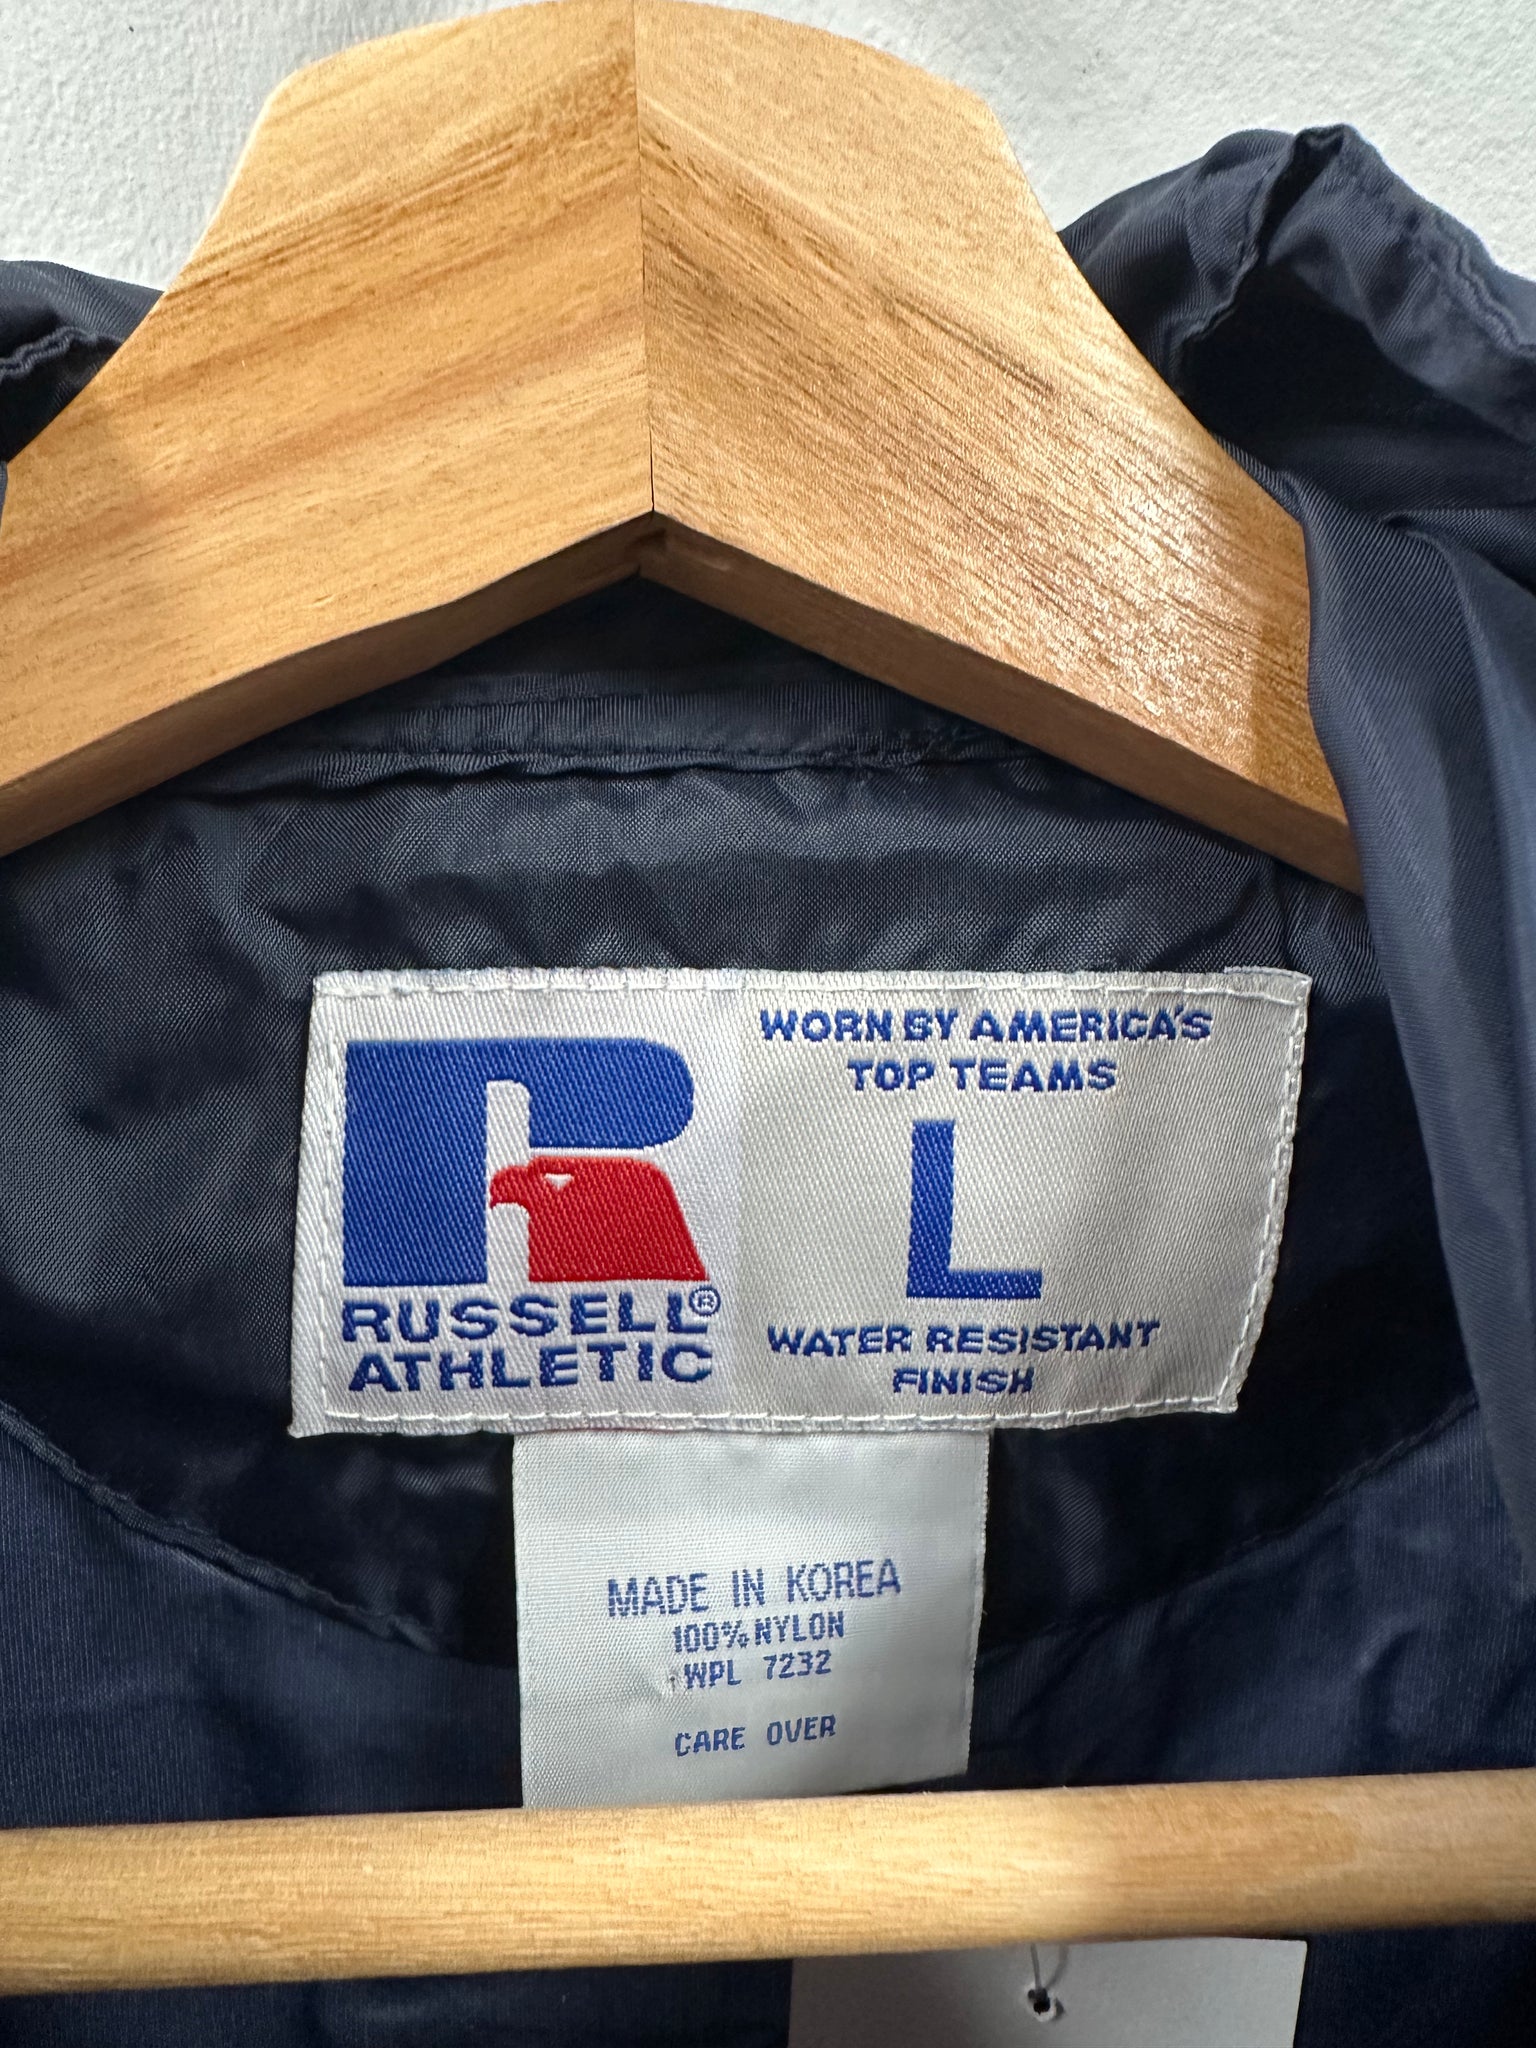 WORN BY AMERICA'S
TOP TEAMS
L
WATER RESISTANT
FINISH
R
RUSSELL®
ATHLETIC
MADE IN KOREA
100% NYLON
WPL 7232
CARE OVER